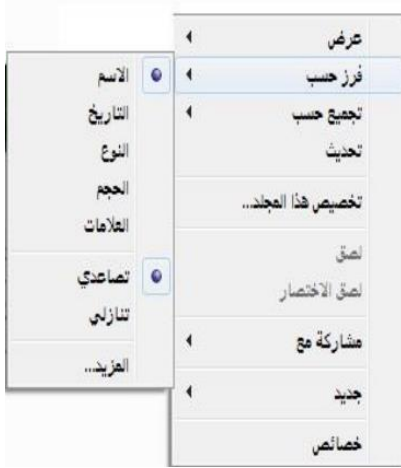 عرض
فرز حسب
تجميع حسب
تحديث
تخصيص هذا المجلد...
لصق
لصق الاختصار
مشاركة مع
جديد
خصائص
الاسم
التاريخ
النوع
الحجم
العلامات
تصاعدي
تنازلي
المزيد...